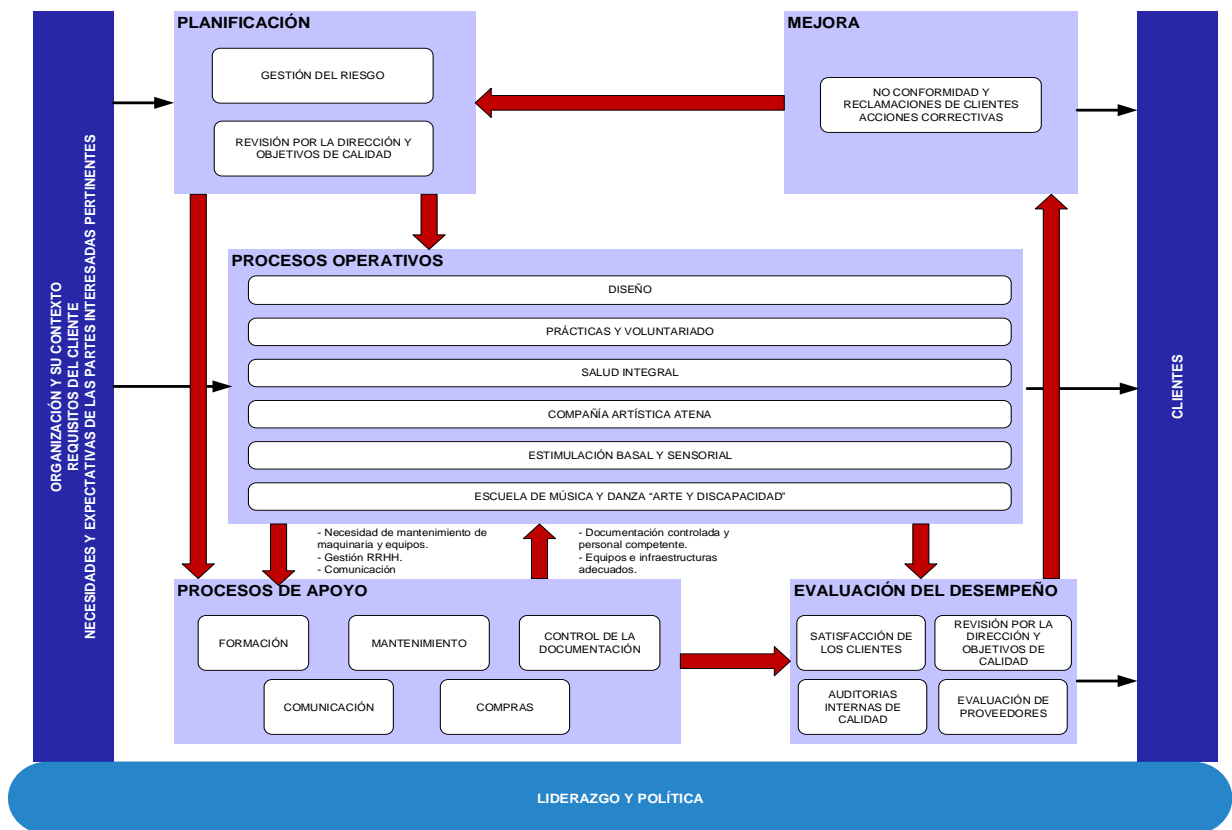 PLANIFICACIÓN
GESTIÓN DEL RIESGO
REVISIÓN POR LA DIRECCIÓN Y
OBJETIVOS DE CALIDAD
MEJORA
NO CONFORMIDAD Y
RECLAMACIONES DE CLIENTES
ACCIONES CORRECTIVAS
ORGANIZACIÓN Y SU CONTEXTO
REQUISITOS DEL CLIENTE
NECESIDADES Y EXPECTATIVAS DE LAS PARTES INTERESADAS PERTINENTES
PROCESOS OPERATIVOS
DISEÑO
PRÁCTICAS Y VOLUNTARIADO
SALUD INTEGRAL
COMPAÑÍA ARTÍSTICA ATENA
ESTIMULACIÓN BASAL Y SENSORIAL
ESCUELA DE MÚSICA Y DANZA “ARTE Y DISCAPACIDAD”
CLIENTES
- Necesidad de mantenimiento de
maquinaria y equipos.
- Gestión RRHH.
- Comunicación
- Documentación controlada y
personal competente.
- Equipos e infraestructuras
adecuados.
PROCESOS DE APOYO
FORMACIÓN
MANTENIMIENTO
CONTROL DE LA
DOCUMENTACIÓN
COMUNICACIÓN
COMPRAS
EVALUACIÓN DEL DESEMPEÑO
SATISFACCIÓN DE
LOS CLIENTES
REVISIÓN POR LA
DIRECCIÓN Y
OBJETIVOS DE
CALIDAD
AUDITORIAS
INTERNAS DE
CALIDAD
EVALUACIÓN DE
PROVEEDORES
LIDERAZGO Y POLÍTICA